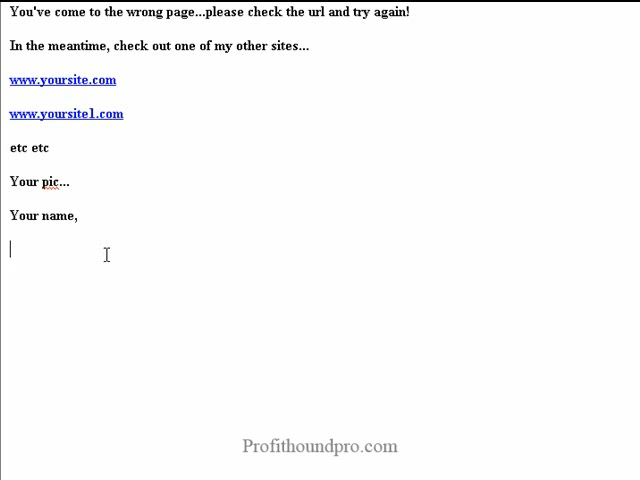 You've come to the wrong page...please check the url and try again!
In the meantime, check out one of my other sites...
www.yoursite.com
www.yoursite1.com
etc etc
Your pic...
Your name,
Profithoundpro.com